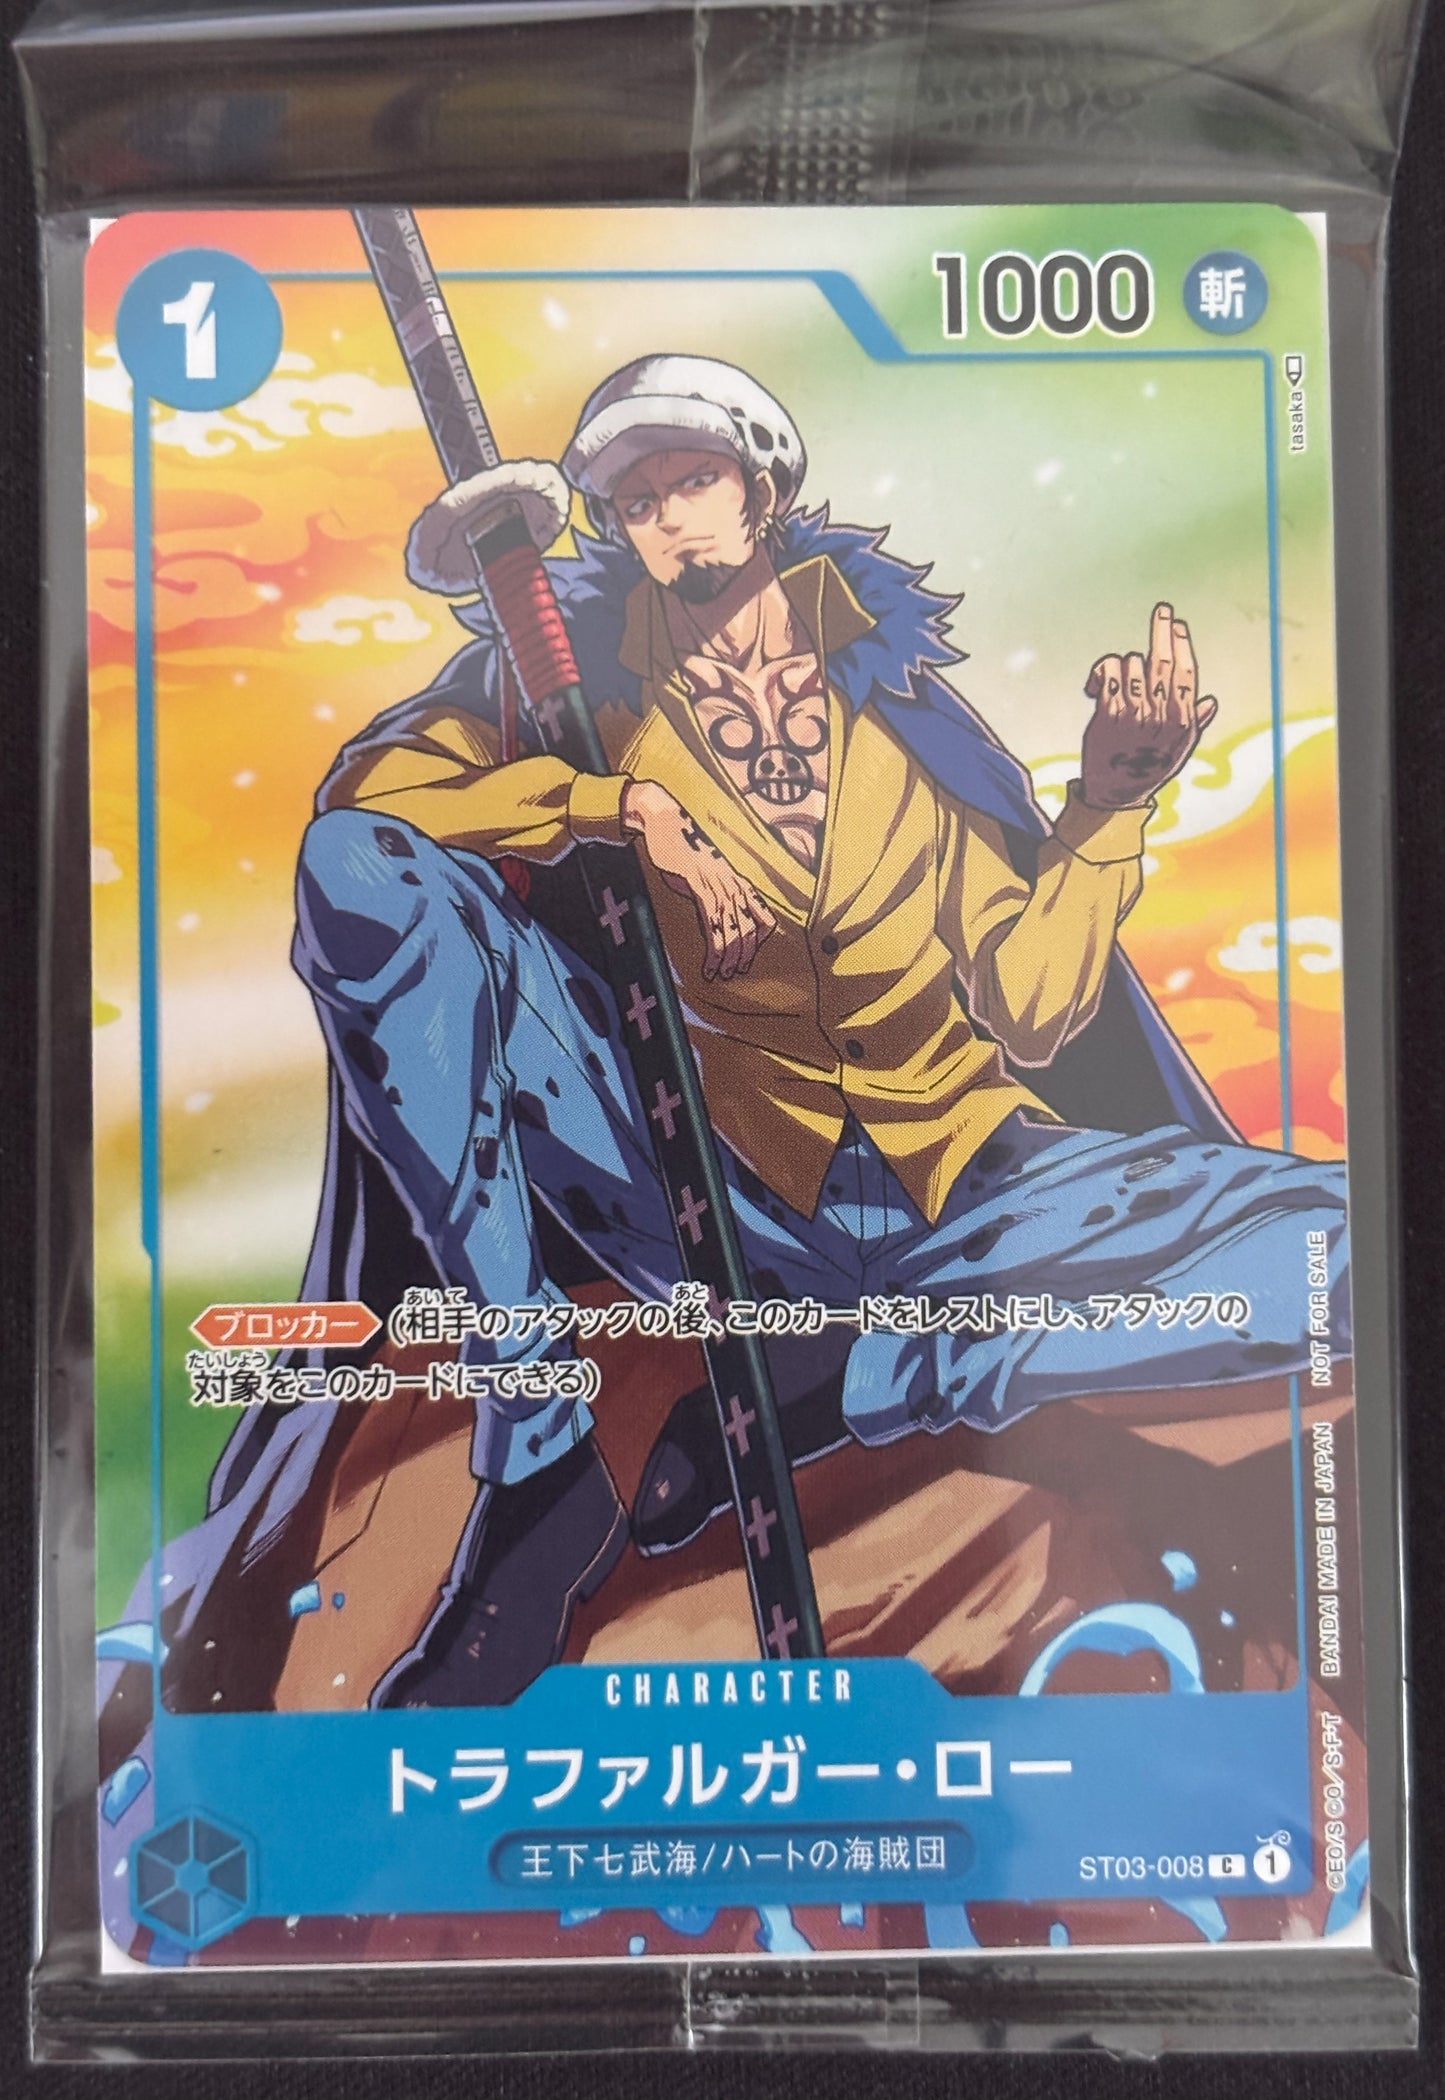 1
1000
斬
tasaka
DEAT
ブロッカー (相手のアタックの後、このカードをレストにし、アタックの
あいて
あと
対象をこのカードにできる)
たいしょう
CHARACTER
トラファルガー・ロー
王下七武海/ハートの海賊団
ST03-008 C 1
©EO/S ©O/S·F·T BANDAI MADE IN JAPAN NOT FOR SALE